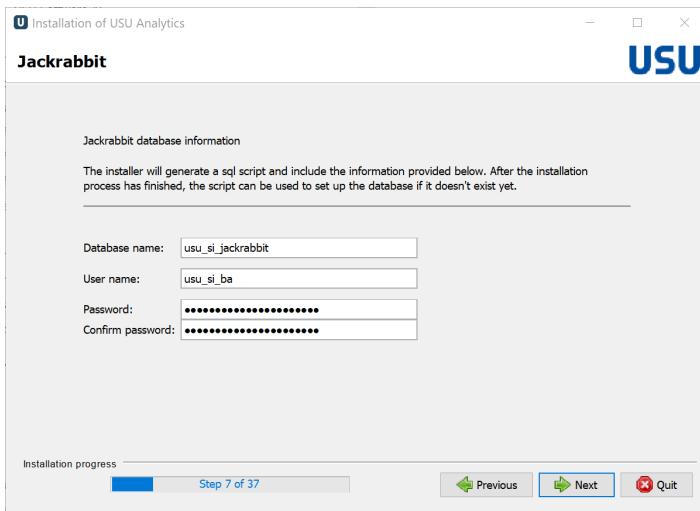 U Installation of USU Analytics
Jackrabbit
USU
Jackrabbit database information
The installer will generate a sql script and include the information provided below. After the installation
process has finished, the script can be used to set up the database if it doesn't exist yet.
Database name: usu_si_jackrabbit
User name: usu_si_ba
Password: ●●●●●●●●●●●●●●●●●●●●●●
Confirm password: ●●●●●●●●●●●●●●●●●●●●●●
Installation progress
Step 7 of 37
Previous
Next
Quit